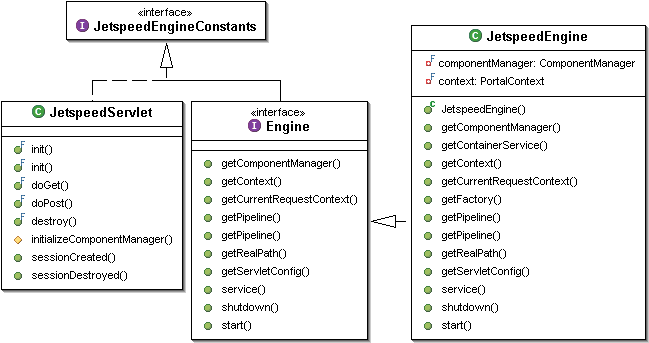 «interface»
I JetspeedEngineConstants
C JetspeedServlet
F init()
F init()
F doGet()
F doPost()
F destroy()
initializeComponentManager()
sessionCreated()
sessionDestroyed()
«interface»
I Engine
getComponentManager()
getContext()
getCurrentRequestContext()
getPipeline()
getPipeline()
getRealPath()
getServletConfig()
service()
shutdown()
start()
C JetspeedEngine
F componentManager: ComponentManager
F context: PortalContext
C JetspeedEngine()
getComponentManager()
getContainerService()
getContext()
getCurrentRequestContext()
getFactory()
getPipeline()
getPipeline()
getRealPath()
getServletConfig()
service()
shutdown()
start()